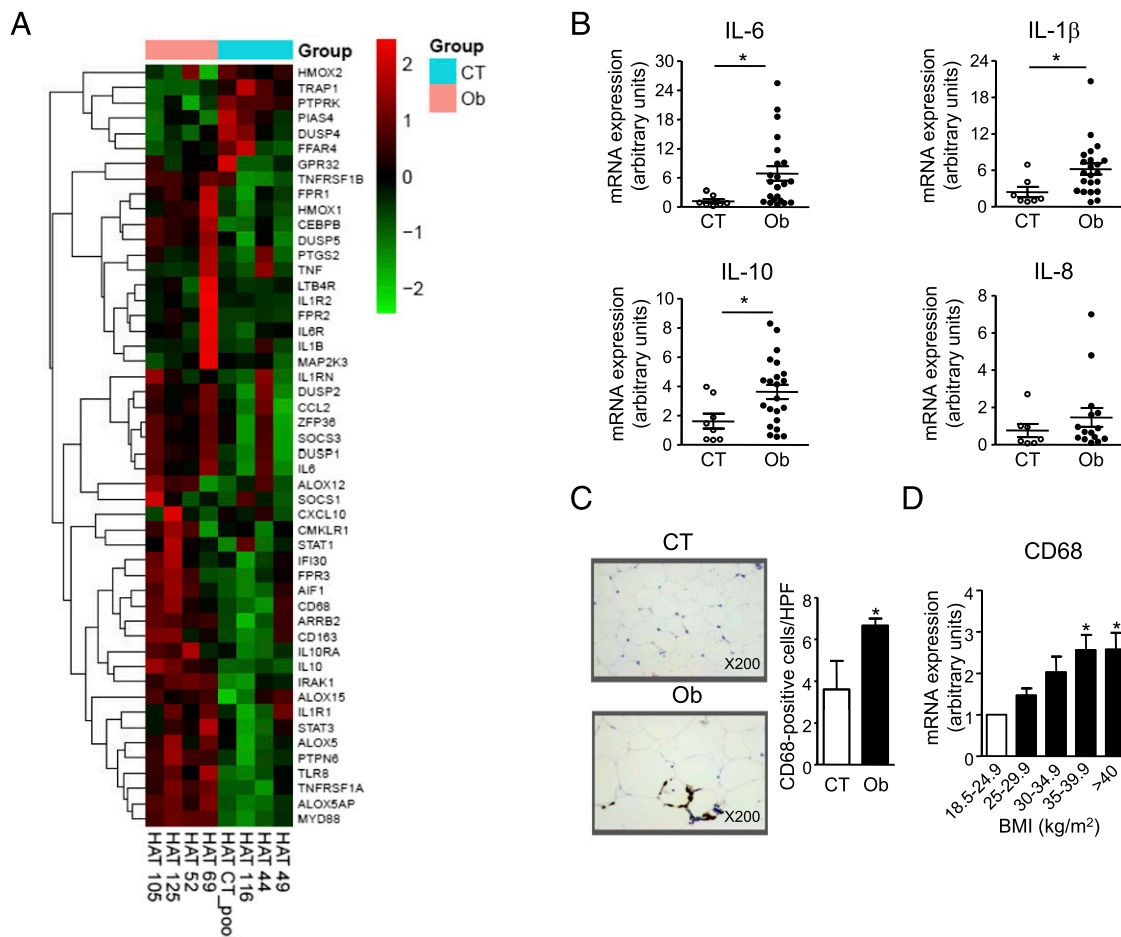 A
Group
2
1
0
−1
−2
Group
CT
Ob
HMOX2
TRAP1
PTPRK
PIAS4
DUSP4
FFAR4
GPR32
TNFRSF1B
FPR1
HMOX1
CEBPB
DUSP5
PTGS2
TNF
LTB4R
IL1R2
FPR2
IL6R
IL1B
MAP2K3
IL1RN
DUSP2
CCL2
ZFP36
SOCS3
DUSP1
IL6
ALOX12
SOCS1
CXCL10
CMKLR1
STAT1
IFI30
FPR3
AIF1
CD68
ARRB2
CD163
IL10RA
IL10
IRAK1
ALOX15
IL1R1
STAT3
ALOX5
PTPN6
TLR8
TNFRSF1A
ALOX5AP
MYD88
HAT 105
HAT 125
HAT 52
HAT 69
HAT CT_poo
HAT 116
HAT 44
HAT 49
B
IL-6
mRNA expression
(arbitrary units)
30
24
18
12
6
0
*
CT Ob
IL-1β
mRNA expression
(arbitrary units)
24
18
12
6
0
*
CT Ob
IL-10
mRNA expression
(arbitrary units)
10
8
6
4
2
0
*
CT Ob
IL-8
mRNA expression
(arbitrary units)
8
6
4
2
0
CT Ob
C
CT
X200
Ob
X200
CD68-positive cells/HPF
8
6
4
2
0
*
CT Ob
D
CD68
mRNA expression
(arbitrary units)
4
3
2
1
0
* *
18.5-24.9
25-29.9
30-34.9
35-39.9
>40
BMI (kg/m²)